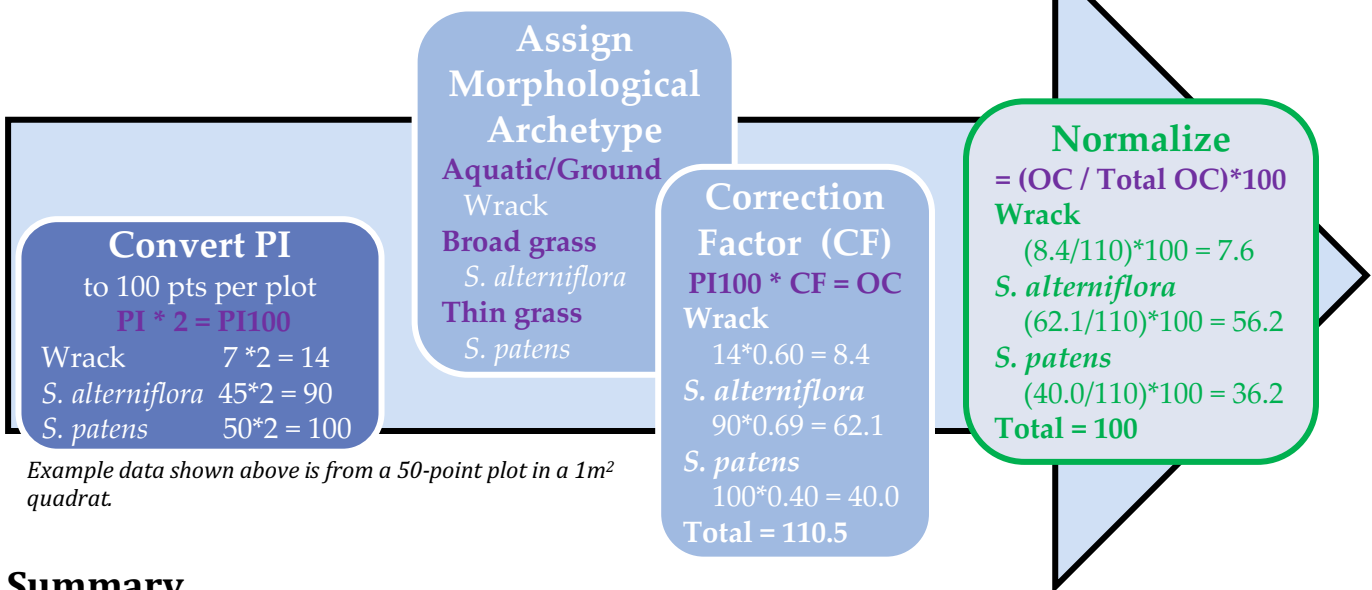 Convert PI
to 100 pts per plot
PI * 2 = PI100
Wrack 7 *2 = 14
S. alterniflora 45*2 = 90
S. patens 50*2 = 100
Example data shown above is from a 50-point plot in a 1m²
quadrat.
Assign
Morphological
Archetype
Aquatic/Ground
Wrack
Broad grass
S. alterniflora
Thin grass
S. patens
Correction
Factor (CF)
PI100 * CF = OC
Wrack
14*0.60 = 8.4
S. alterniflora
90*0.69 = 62.1
S. patens
100*0.40 = 40.0
Total = 110.5
Normalize
= (OC / Total OC)*100
Wrack
(8.4/110)*100 = 7.6
S. alterniflora
(62.1/110)*100 = 56.2
S. patens
(40.0/110)*100 = 36.2
Total = 100
Summary